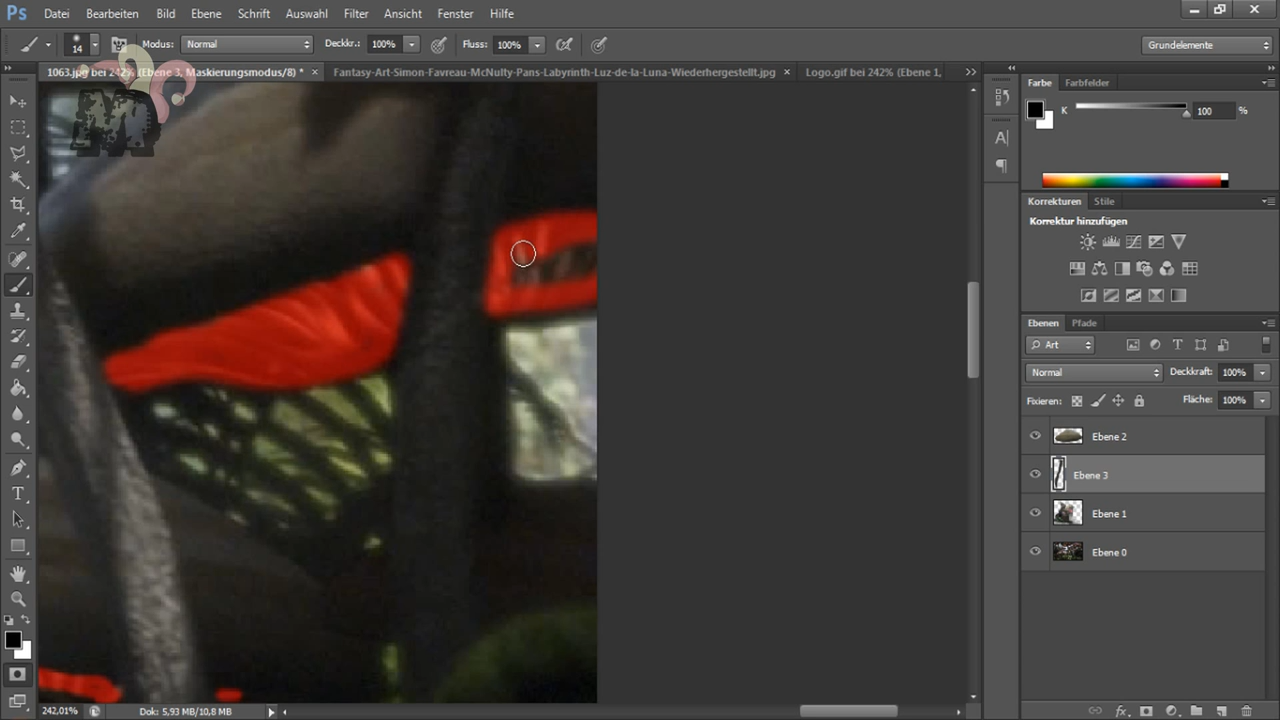 Ps Datei Bearbeiten Bild Ebene Schrift Auswahl Filter Ansicht Fenster Hilfe
14 Modus: Normal Deckkr.: 100% Fluss: 100% Grundelemente
1063.jpg bei 242% (Ebene 3, Maskierungsmodus/8) * × Fantasy-Art-Simon-Favreau-McNulty-Pans-Labyrinth-Luz-de-la-Luna-Wiederhergestellt.jpg × Logo.gif bei 242% (Ebene 1,
M
Farbe Farbfelder
K 100 %
Korrekturen Stile
Korrektur hinzufügen
Ebenen Pfade
Art
Normal Deckkraft: 100%
Fixieren: Fläche: 100%
Ebene 2
Ebene 3
Ebene 1
Ebene 0
242,01% Dok: 5,93 MB/10,8 MB